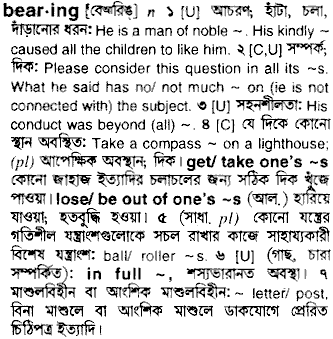 bear·ing [বেঅরিঙ্] n ১ [U] আচরণ; হাঁটা, চলা,
দাঁড়ানোর ধরন: He is a man of noble ~. His kindly ~
caused all the children to like him. ২ [C,U] সম্পর্ক;
দিক: Please consider this question in all its ~s.
What he said has no/ not much ~ on (ie is not
connected with) the subject. ৩ [U] সহনশীলতা: His
conduct was beyond (all) ~. ৪ [C] যে দিকে কোনো
স্থান অবস্থিত: Take a compass ~ on a lighthouse;
(pl) আপেক্ষিক অবস্থান; দিক। get/ take one's ~s
কোনো জাহাজ ইত্যাদির চলাচলের জন্য সঠিক দিক খুঁজে
পাওয়া। lose/ be out of one's ~s (আল.) হারিয়ে
যাওয়া; হতবুদ্ধি হওয়া। ৫ (সাধা. pl) কোনো যন্ত্রের
গতিশীল যন্ত্রাংশগুলোকে সচল রাখার কাজে সাহায্যকারী
বিশেষ যন্ত্রাংশ: ball/ roller ~s. ৬ [U] (গাছ, চারা
সম্পর্কিত): in full ~, শস্যভারানত অবস্থা। ৭
মাশুলবিহীন বা আংশিক মাশুলবিহীন: ~ letter/ post,
বিনা মাশুলে বা আংশিক মাশুলে ডাকযোগে প্রেরিত
চিঠিপত্র ইত্যাদি।